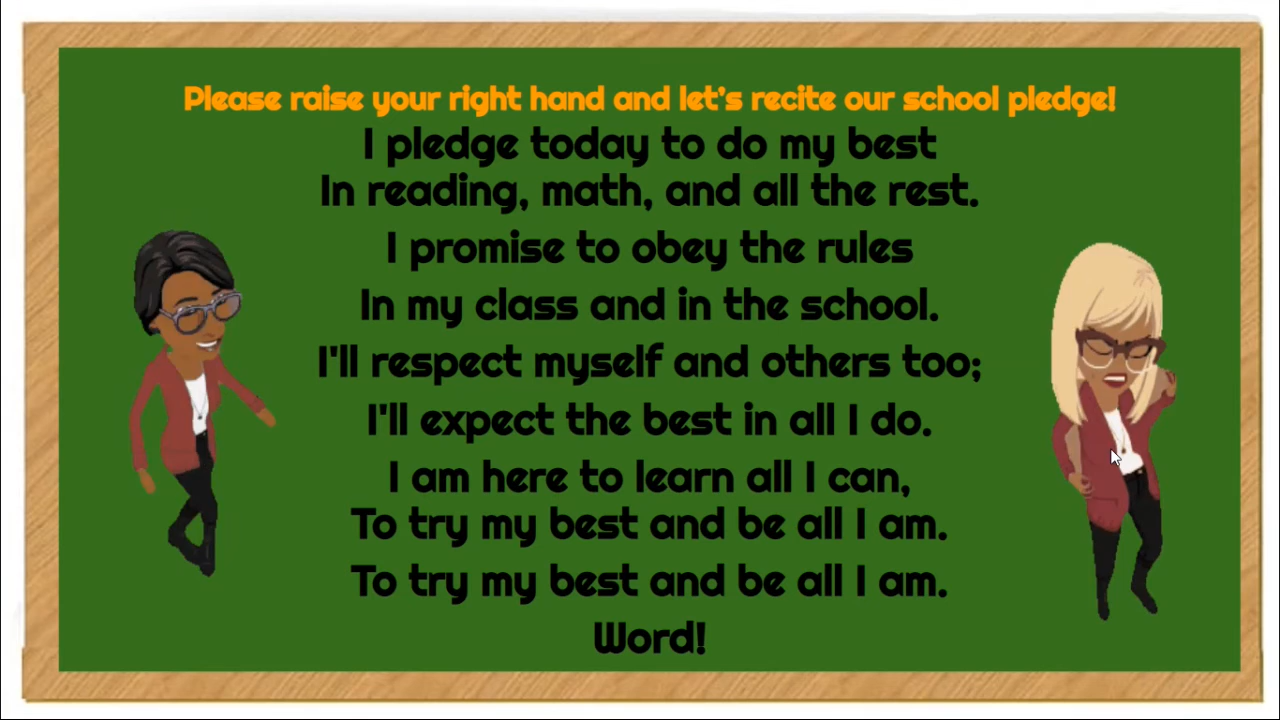 Please raise your right hand and let's recite our school pledge!
I pledge today to do my best
In reading, math, and all the rest.
I promise to obey the rules
In my class and in the school.
I'll respect myself and others too;
I'll expect the best in all I do.
I am here to learn all I can,
To try my best and be all I am.
To try my best and be all I am.
Word!